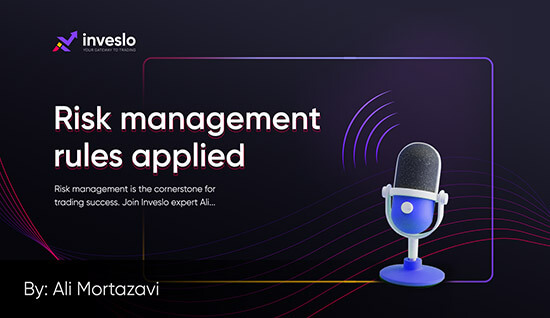 inveslo
YOUR GATEWAY TO TRADING
Risk management
rules applied
Risk management is the cornerstone for
trading success. Join Inveslo expert Ali...
By: Ali Mortazavi